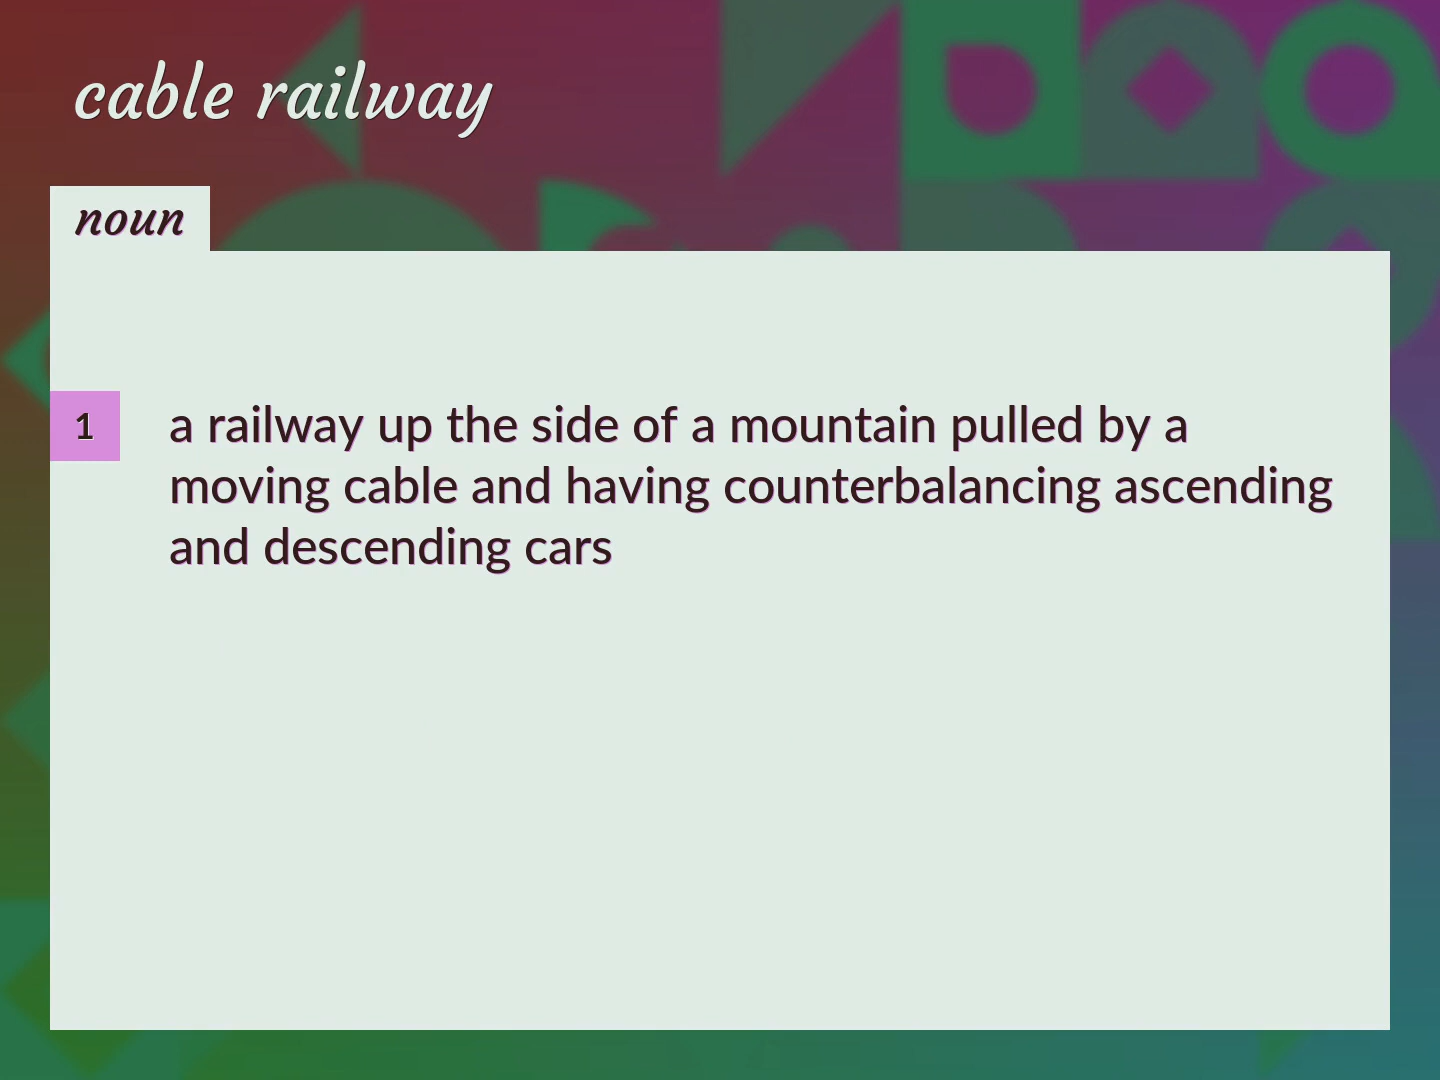 cable railway
noun
1
a railway up the side of a mountain pulled by a
moving cable and having counterbalancing ascending
and descending cars